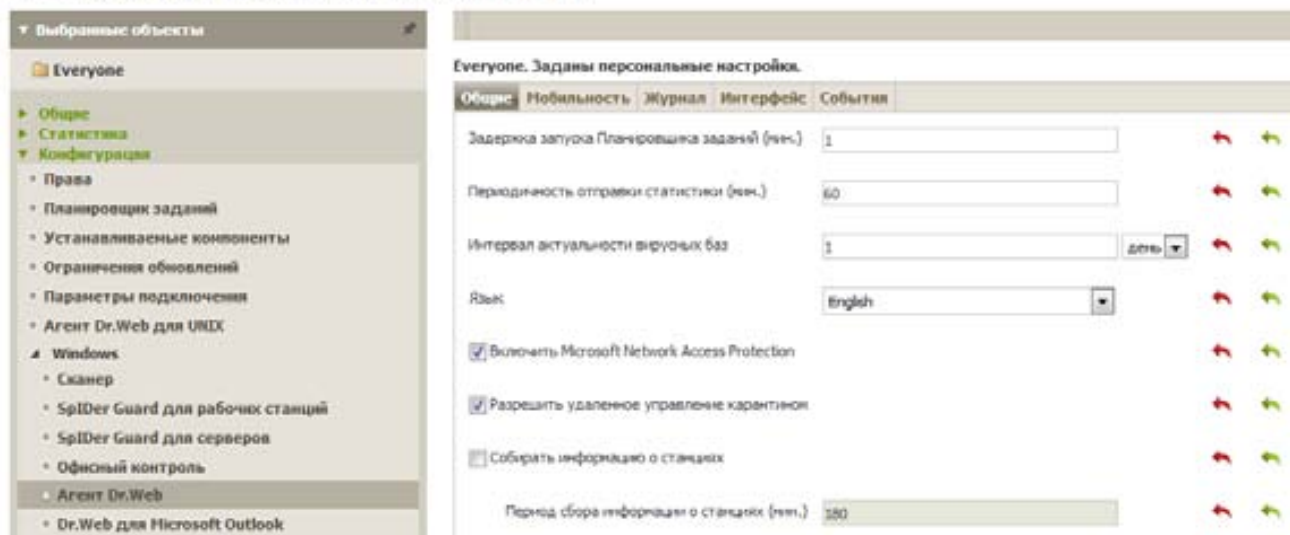 Выбранные объекты
Everyone
Общие
Статистика
Конфигурация
Права
Планировщик заданий
Устанавливаемые компоненты
Ограничения обновлений
Параметры подключения
Агент Dr.Web для UNIX
Windows
Сканер
SpIDer Guard для рабочих станций
SpIDer Guard для серверов
Офисный контроль
Агент Dr.Web
Dr.Web для Microsoft Outlook
Everyone. Заданы персональные настройки.
Общие Мобильность Журнал Интерфейс События
Задержка запуска Планировщика заданий (мин.) 1
Периодичность отправки статистики (мин.) 60
Интервал актуальности вирусных баз 1 день
Язык English
Включить Microsoft Network Access Protection
Разрешить удаленное управление карантином
Собирать информацию о станциях
Период сбора информации о станциях (мин.) 180